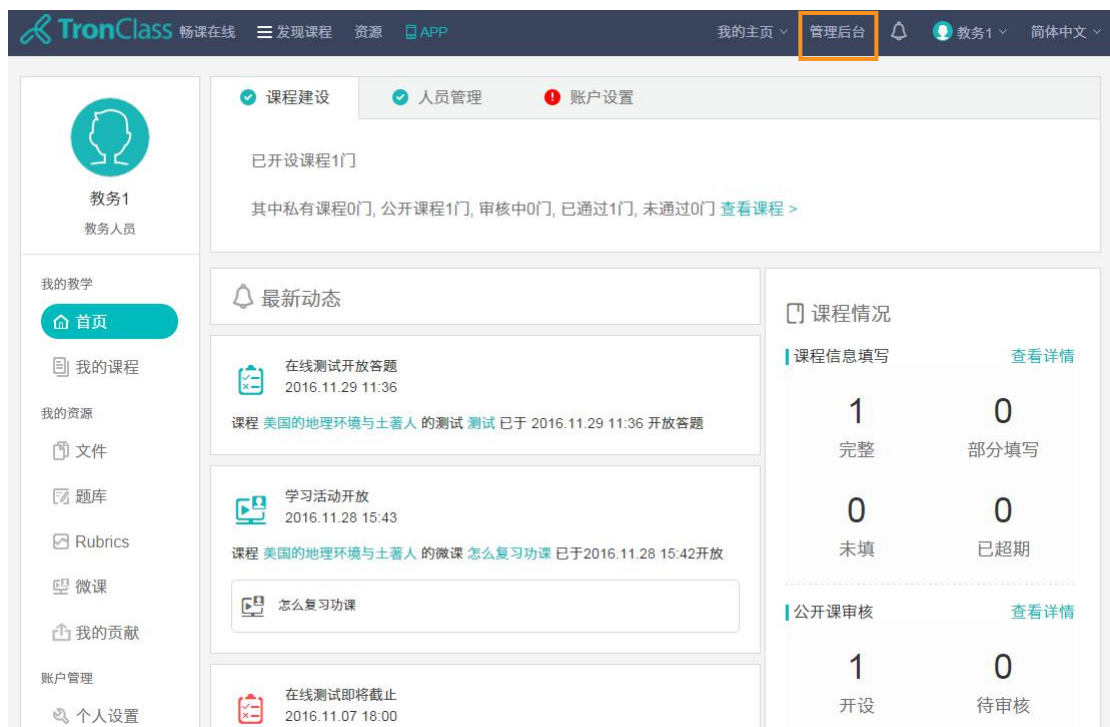 TronClass 畅课在线 发现课程 资源 APP 我的主页 管理后台 教务1 简体中文
教务1
教务人员
我的教学
首页
我的课程
我的资源
文件
题库
Rubrics
微课
我的贡献
账户管理
个人设置
课程建设 人员管理 账户设置
已开设课程1门
其中私有课程0门, 公开课程1门, 审核中0门, 已通过1门, 未通过0门 查看课程 >
最新动态
在线测试开放答题
2016.11.29 11:36
课程 美国的地理环境与土著人 的测试 测试 已于 2016.11.29 11:36 开放答题
学习活动开放
2016.11.28 15:43
课程 美国的地理环境与土著人 的微课 怎么复习功课 已于2016.11.28 15:42开放
怎么复习功课
在线测试即将截止
2016.11.07 18:00
课程情况
课程信息填写 查看详情
1 0
完整 部分填写
0 0
未填 已超期
公开课审核 查看详情
1 0
开设 待审核